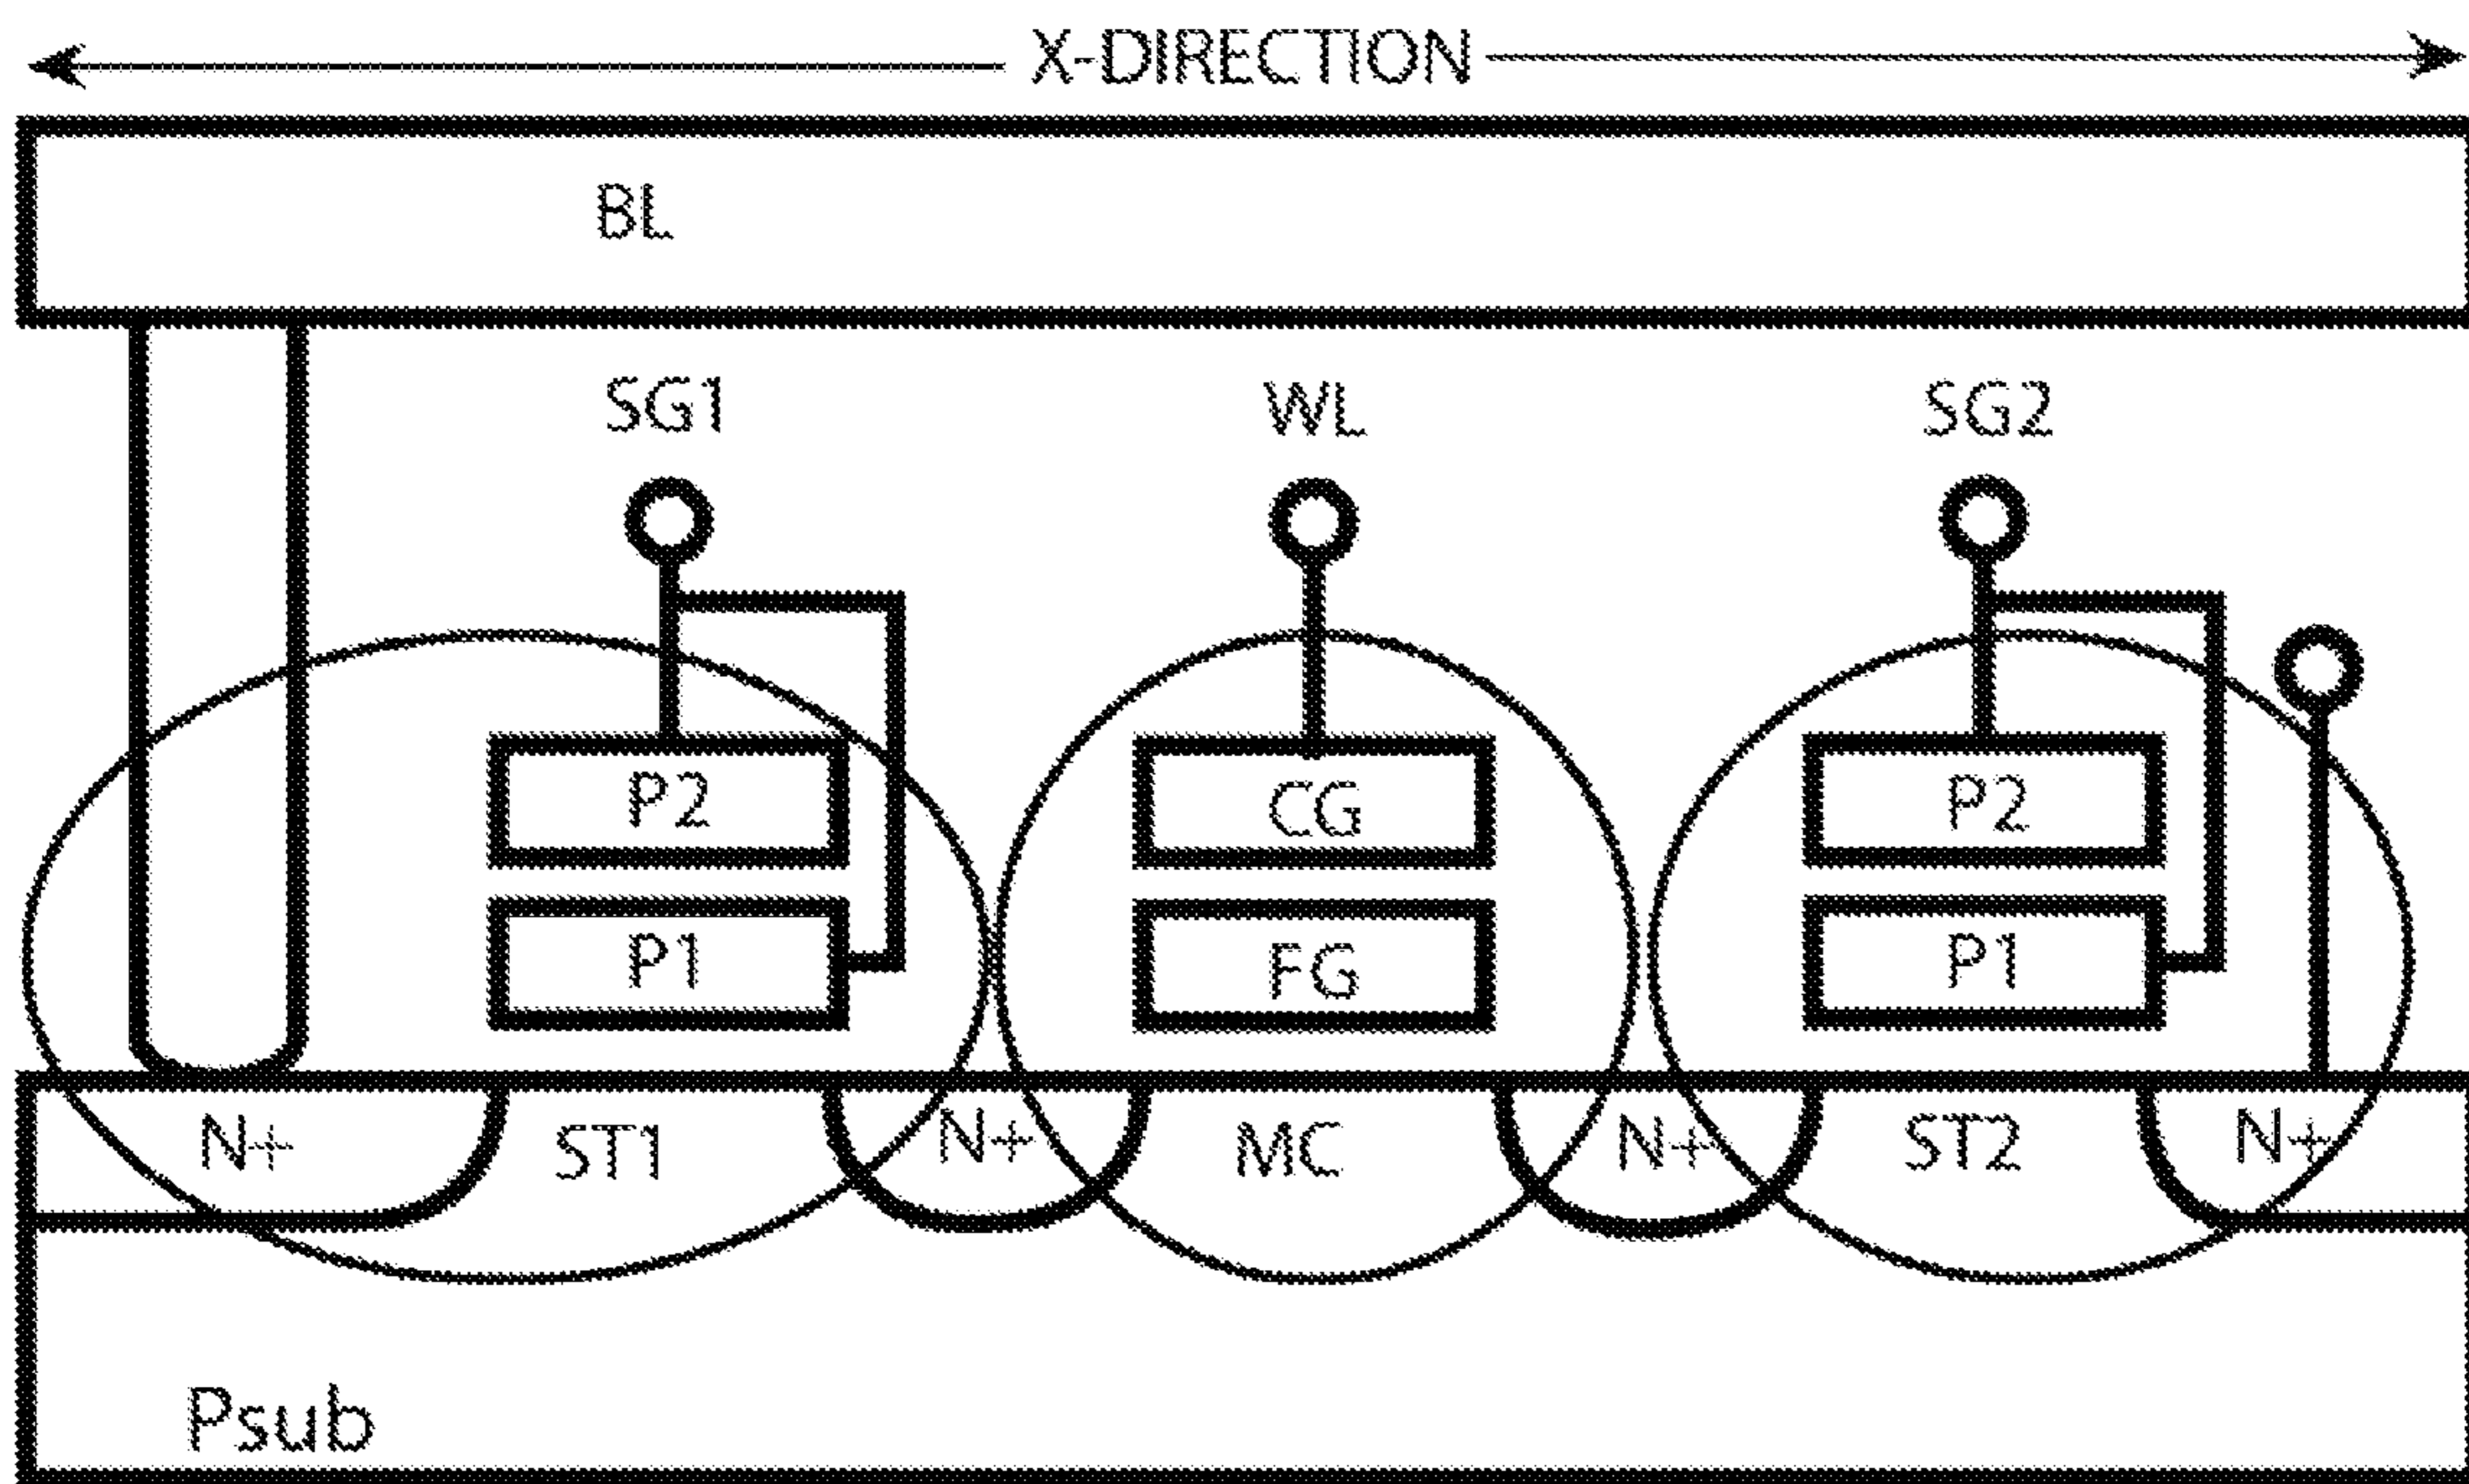 X-DIRECTION
BL
SG1 WL SG2
P2 CG P2
P1 FG P1
N+ ST1 N+ MC N+ ST2 N+
Psub